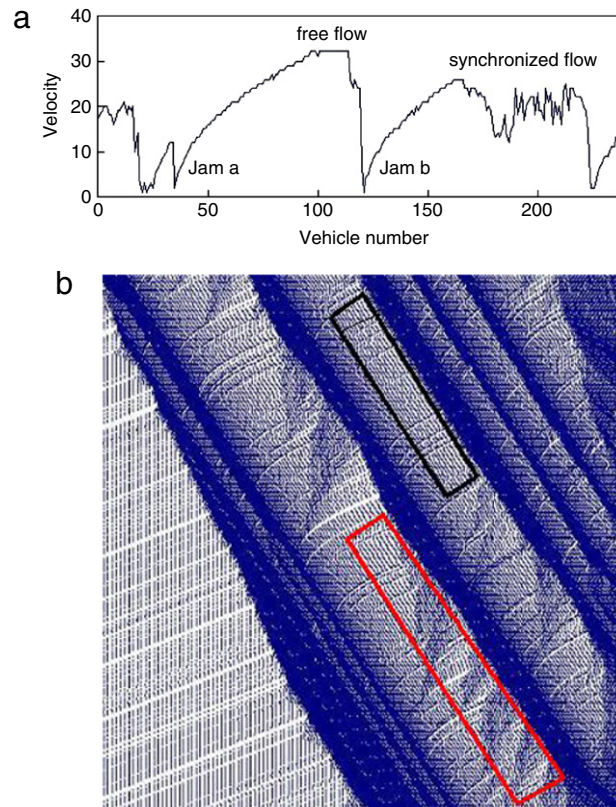 a
40
30
20
10
0
Velocity
free flow
synchronized flow
Jam a
Jam b
0
50
100
150
200
Vehicle number
b